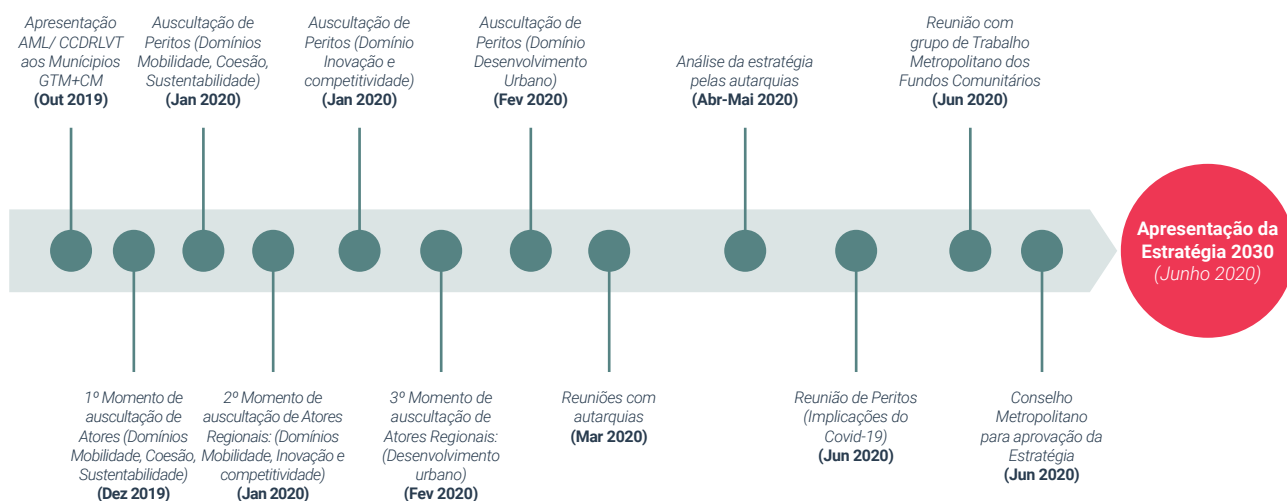 Apresentação
AML/ CCDRLVT
aos Munícipios
GTM+CM
(Out 2019)
Auscultação de
Peritos (Domínios
Mobilidade, Coesão,
Sustentabilidade)
(Jan 2020)
Auscultação de
Peritos (Domínio
Inovação e
competitividade)
(Jan 2020)
Auscultação de
Peritos (Domínio
Desenvolvimento
Urbano)
(Fev 2020)
Análise da estratégia
pelas autarquias
(Abr-Mai 2020)
Reunião com
grupo de Trabalho
Metropolitano dos
Fundos Comunitários
(Jun 2020)
Apresentação da
Estratégia 2030
(Junho 2020)
1º Momento de
auscultação de
Atores (Domínios
Mobilidade, Coesão,
Sustentabilidade)
(Dez 2019)
2º Momento de
auscultação de Atores
Regionais: (Domínios
Mobilidade, Inovação e
competitividade)
(Jan 2020)
3º Momento de
auscultação de
Atores Regionais:
(Desenvolvimento
urbano)
(Fev 2020)
Reuniões com
autarquias
(Mar 2020)
Reunião de Peritos
(Implicações do
Covid-19)
(Jun 2020)
Conselho
Metropolitano
para aprovação da
Estratégia
(Jun 2020)